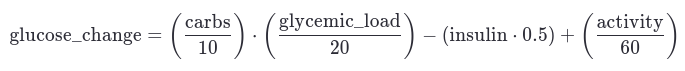 glucose_change = (carbs/10) · (glycemic_load/20) − (insulin · 0.5) + (activity/60)